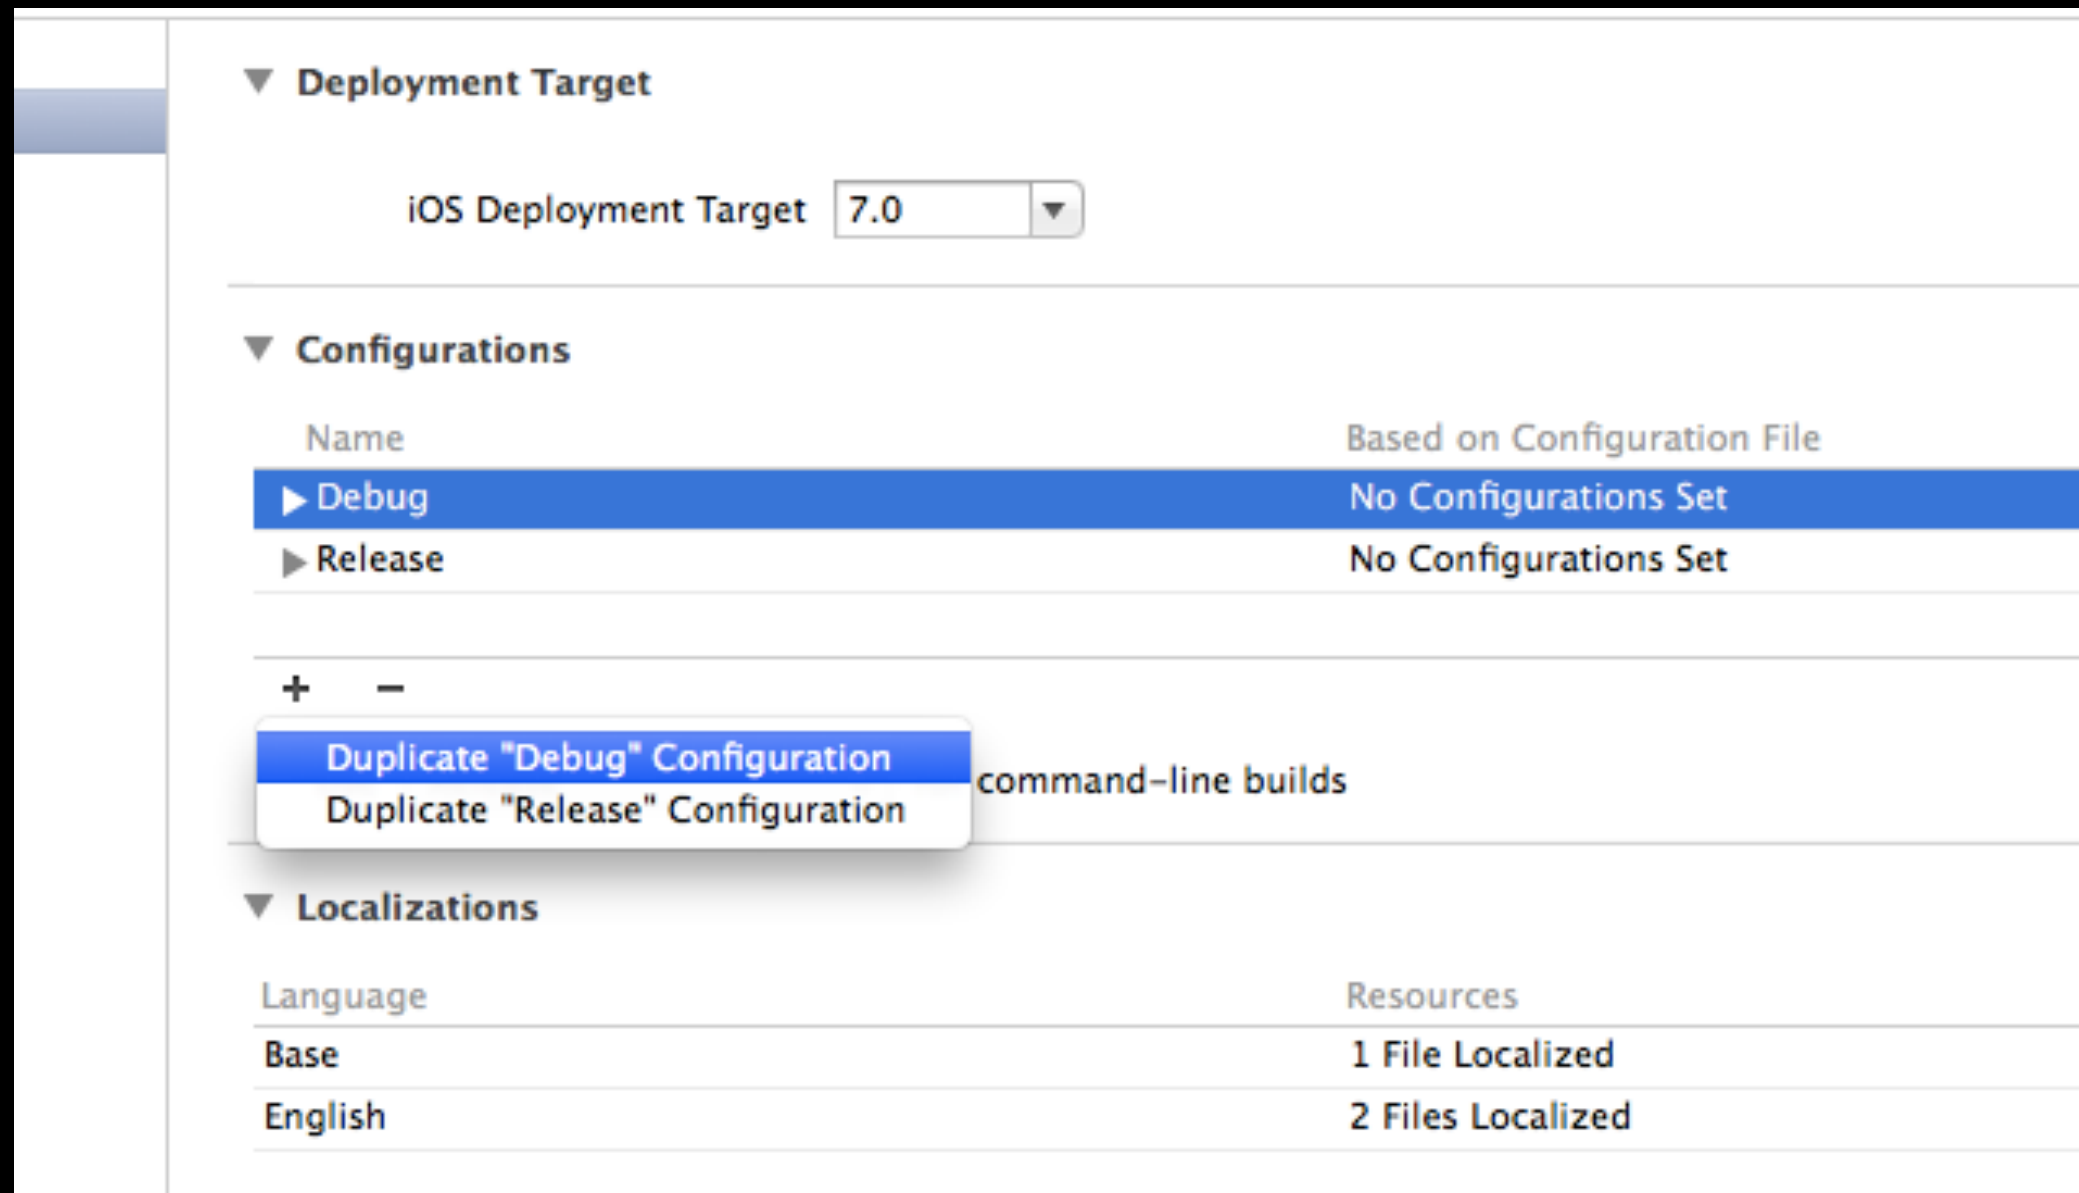 Deployment Target
iOS Deployment Target 7.0
Configurations
Name Based on Configuration File
Debug No Configurations Set
Release No Configurations Set
+ −
Duplicate "Debug" Configuration
command-line builds
Duplicate "Release" Configuration
Localizations
Language Resources
Base 1 File Localized
English 2 Files Localized